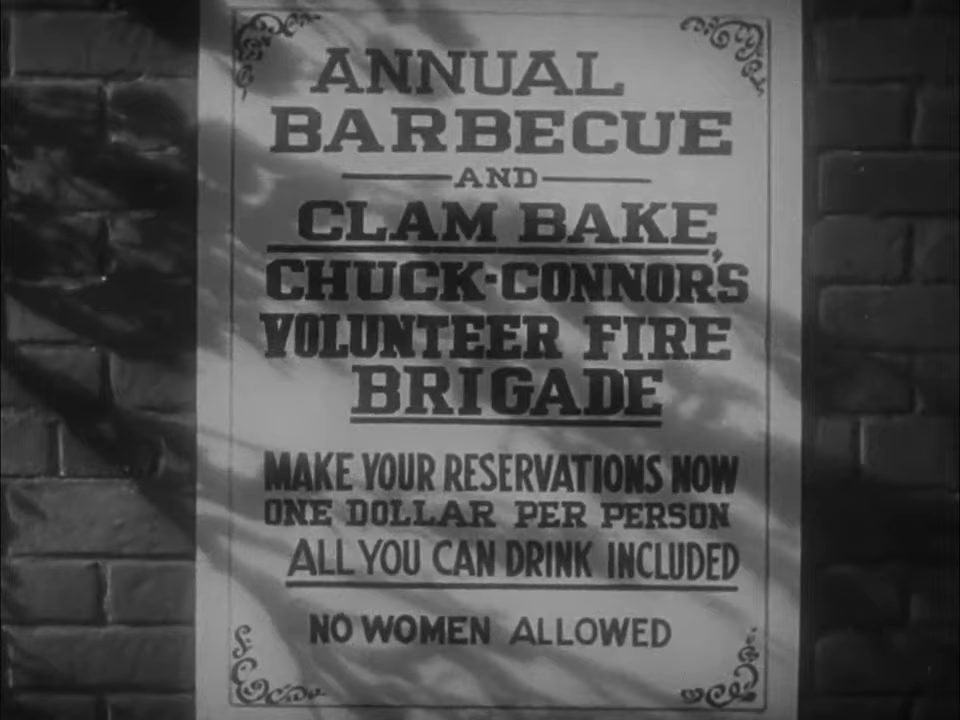 ANNUAL
BARBECUE
AND
CLAM BAKE,
CHUCK-CONNOR'S
VOLUNTEER FIRE
BRIGADE
MAKE YOUR RESERVATIONS NOW
ONE DOLLAR PER PERSON
ALL YOU CAN DRINK INCLUDED
NO WOMEN ALLOWED